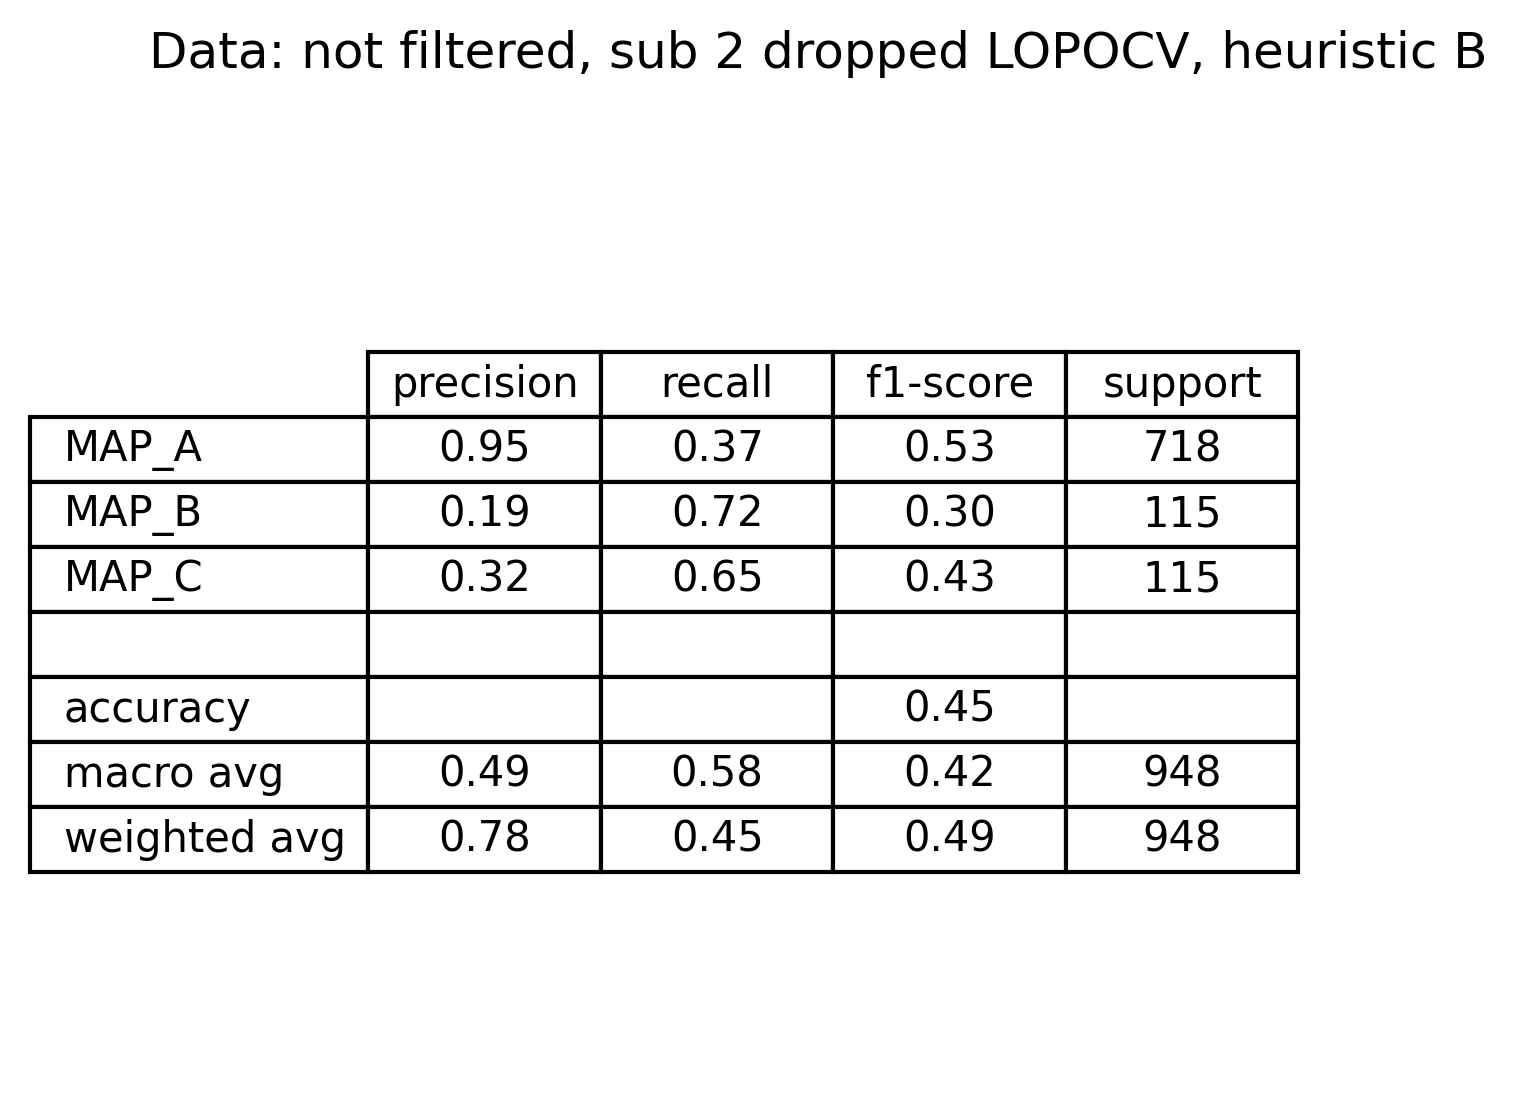 Data: not filtered, sub 2 dropped LOPOCV, heuristic B
precision recall f1-score support
MAP_A 0.95 0.37 0.53 718
MAP_B 0.19 0.72 0.30 115
MAP_C 0.32 0.65 0.43 115
accuracy 0.45
macro avg 0.49 0.58 0.42 948
weighted avg 0.78 0.45 0.49 948